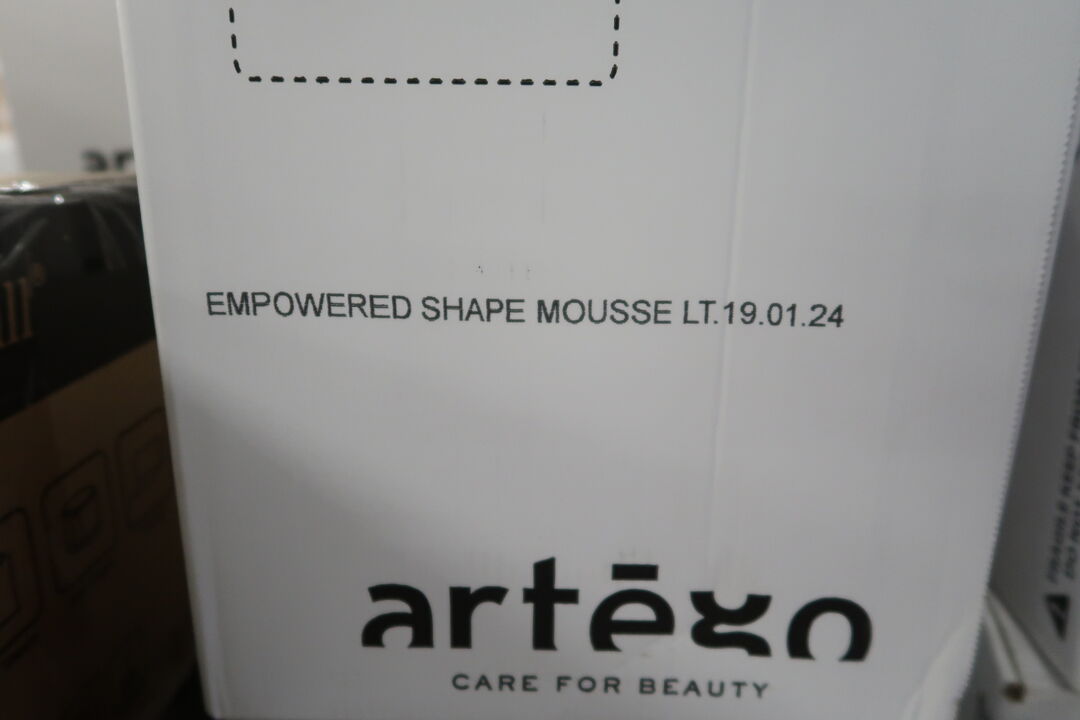 EMPOWERED SHAPE MOUSSE LT.19.01.24
artēgo
CARE FOR BEAUTY